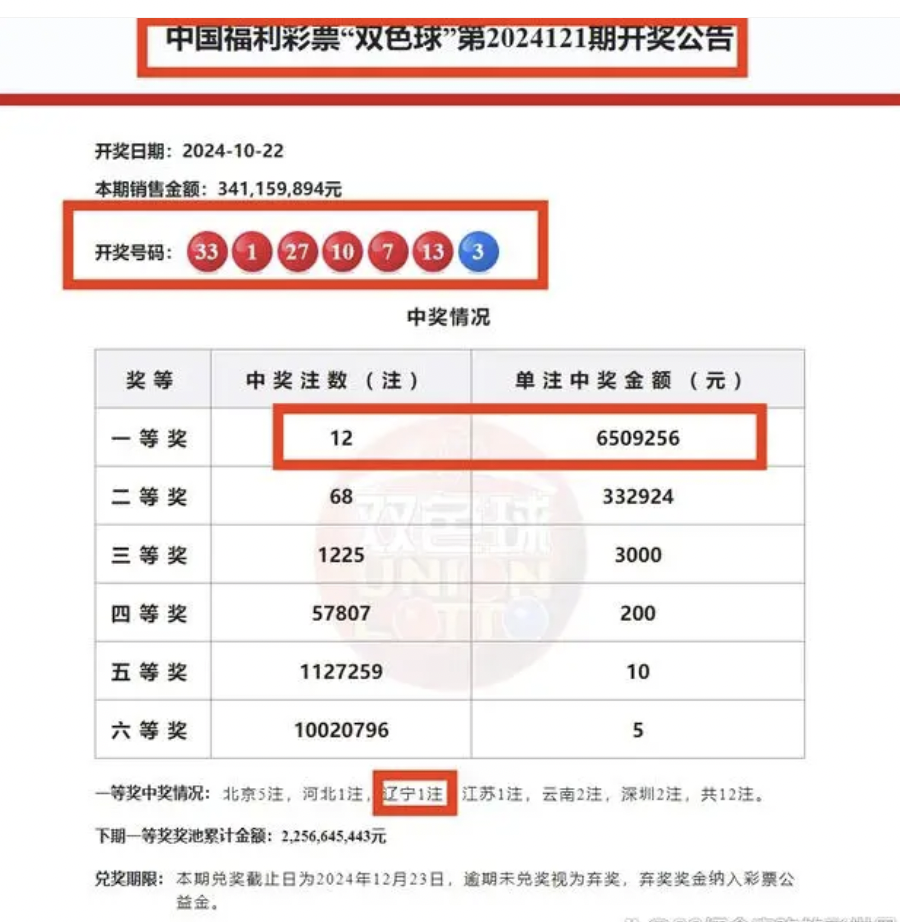 中国福利彩票“双色球”第2024121期开奖公告
开奖日期：2024-10-22
本期销售金额：341,159,894元
开奖号码： 33 1 27 10 7 13 3
中奖情况
奖等 中奖注数（注） 单注中奖金额（元）
一等奖 12 6509256
二等奖 68 332924
三等奖 1225 3000
四等奖 57807 200
五等奖 1127259 10
六等奖 10020796 5
双色球
UNION
LOTTO
一等奖中奖情况：北京5注，河北1注，辽宁1注，江苏1注，云南2注，深圳2注，共12注。
下期一等奖奖池累计金额：2,256,645,443元
兑奖期限：本期兑奖截止日为2024年12月23日，逾期未兑奖视为弃奖，弃奖奖金纳入彩票公
益金。